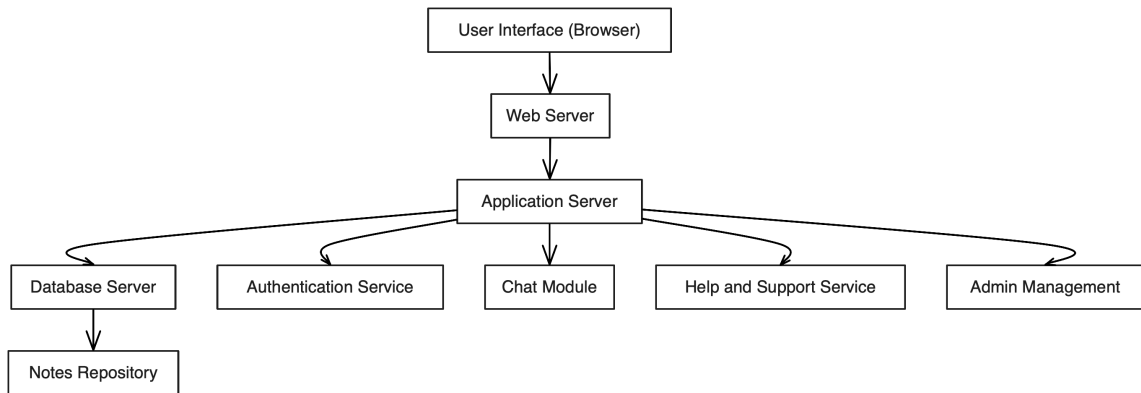 User Interface (Browser)
Web Server
Application Server
Database Server
Authentication Service
Chat Module
Help and Support Service
Admin Management
Notes Repository